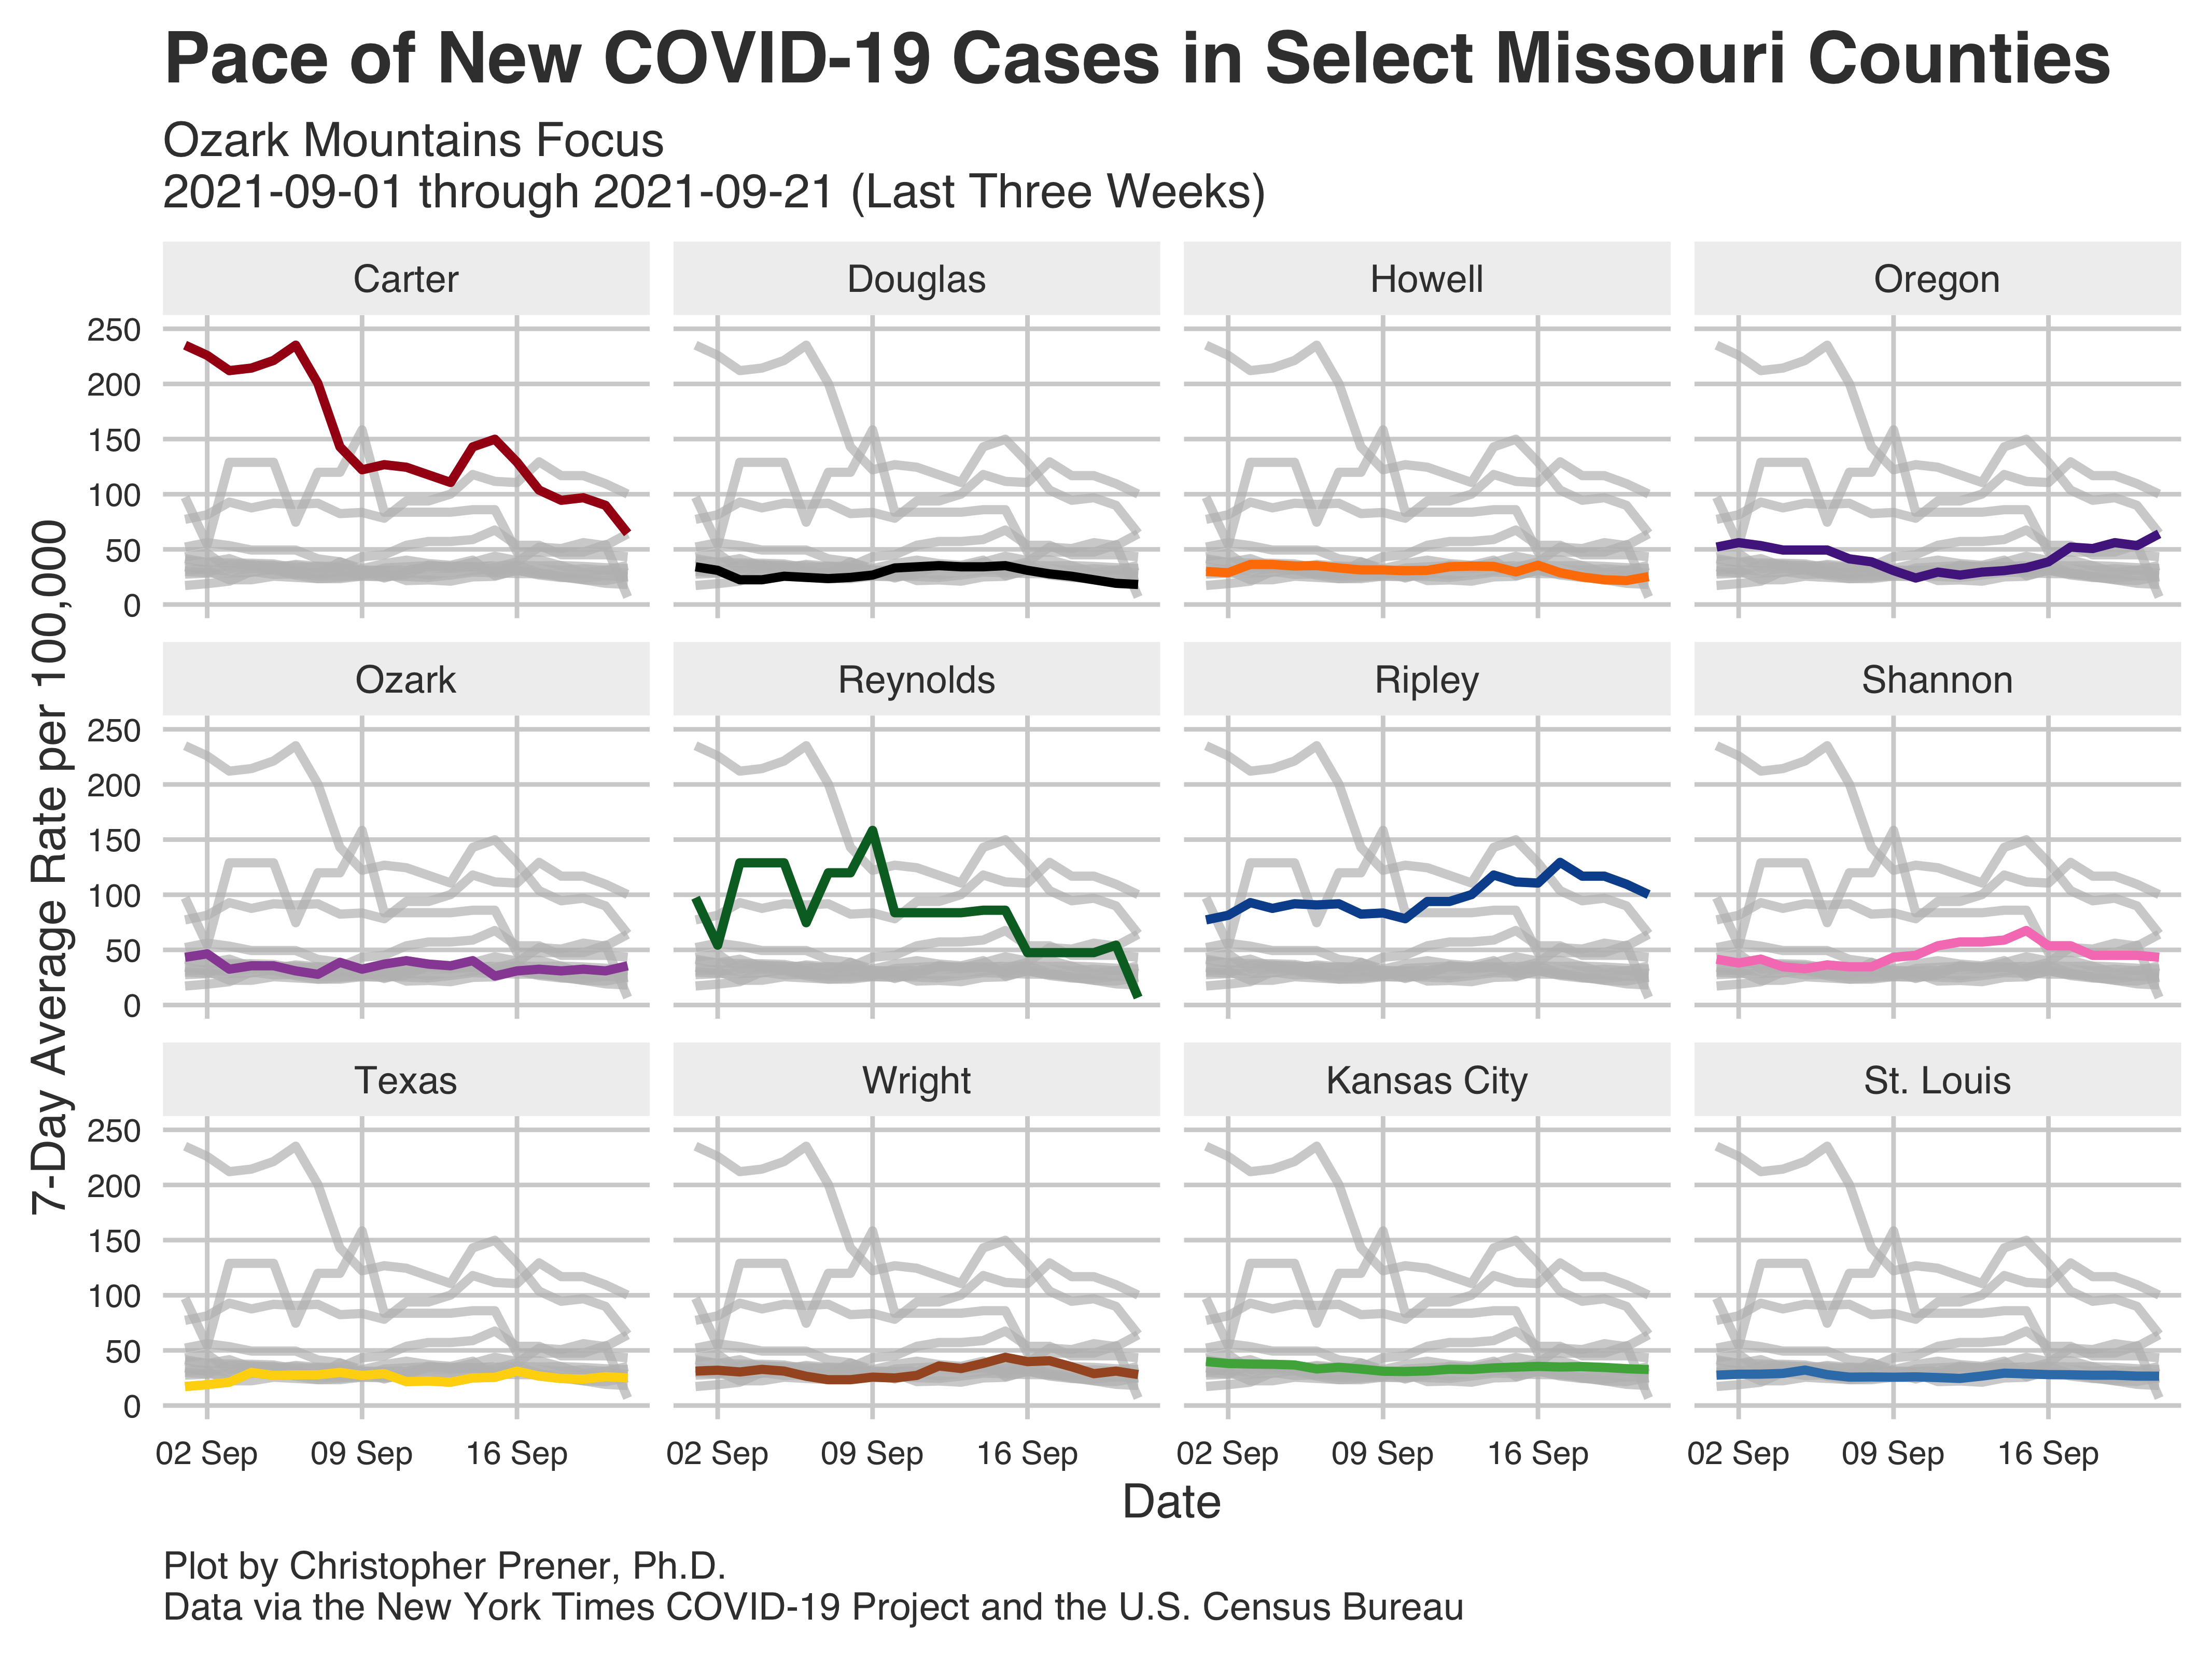 Pace of New COVID-19 Cases in Select Missouri Counties
Ozark Mountains Focus
2021-09-01 through 2021-09-21 (Last Three Weeks)
7-Day Average Rate per 100,000
Carter
Douglas
Howell
Oregon
250
200
150
100
50
0
Ozark
Reynolds
Ripley
Shannon
250
200
150
100
50
0
Texas
Wright
Kansas City
St. Louis
250
200
150
100
50
0
02 Sep 09 Sep 16 Sep
02 Sep 09 Sep 16 Sep
02 Sep 09 Sep 16 Sep
02 Sep 09 Sep 16 Sep
Date
Plot by Christopher Prener, Ph.D.
Data via the New York Times COVID-19 Project and the U.S. Census Bureau